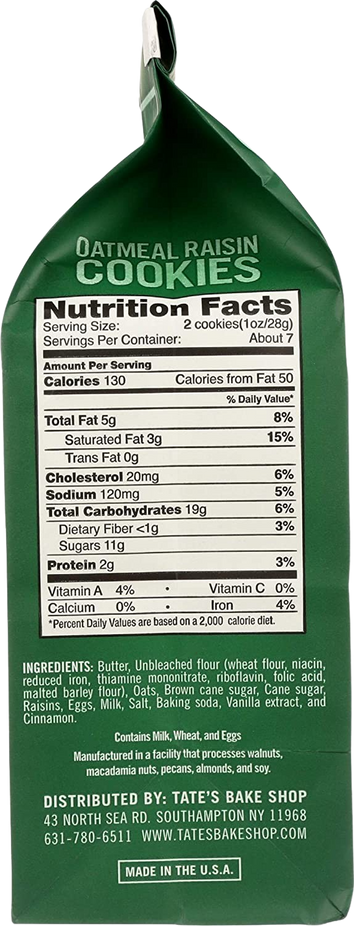 OATMEAL RAISIN
COOKIES
Nutrition Facts
Serving Size: 2 cookies(1oz/28g)
Servings Per Container: About 7
Amount Per Serving
Calories 130 Calories from Fat 50
% Daily Value*
Total Fat 5g 8%
Saturated Fat 3g 15%
Trans Fat 0g
Cholesterol 20mg 6%
Sodium 120mg 5%
Total Carbohydrates 19g 6%
Dietary Fiber <1g 3%
Sugars 11g
Protein 2g 3%
Vitamin A 4% • Vitamin C 0%
Calcium 0% • Iron 4%
*Percent Daily Values are based on a 2,000 calorie diet.
INGREDIENTS: Butter, Unbleached flour (wheat flour, niacin,
reduced iron, thiamine mononitrate, riboflavin, folic acid,
malted barley flour), Oats, Brown cane sugar, Cane sugar,
Raisins, Eggs, Milk, Salt, Baking soda, Vanilla extract, and
Cinnamon.
Contains Milk, Wheat, and Eggs
Manufactured in a facility that processes walnuts,
macadamia nuts, pecans, almonds, and soy.
DISTRIBUTED BY: TATE'S BAKE SHOP
43 NORTH SEA RD. SOUTHAMPTON NY 11968
631-780-6511 WWW.TATESBAKESHOP.COM
MADE IN THE U.S.A.